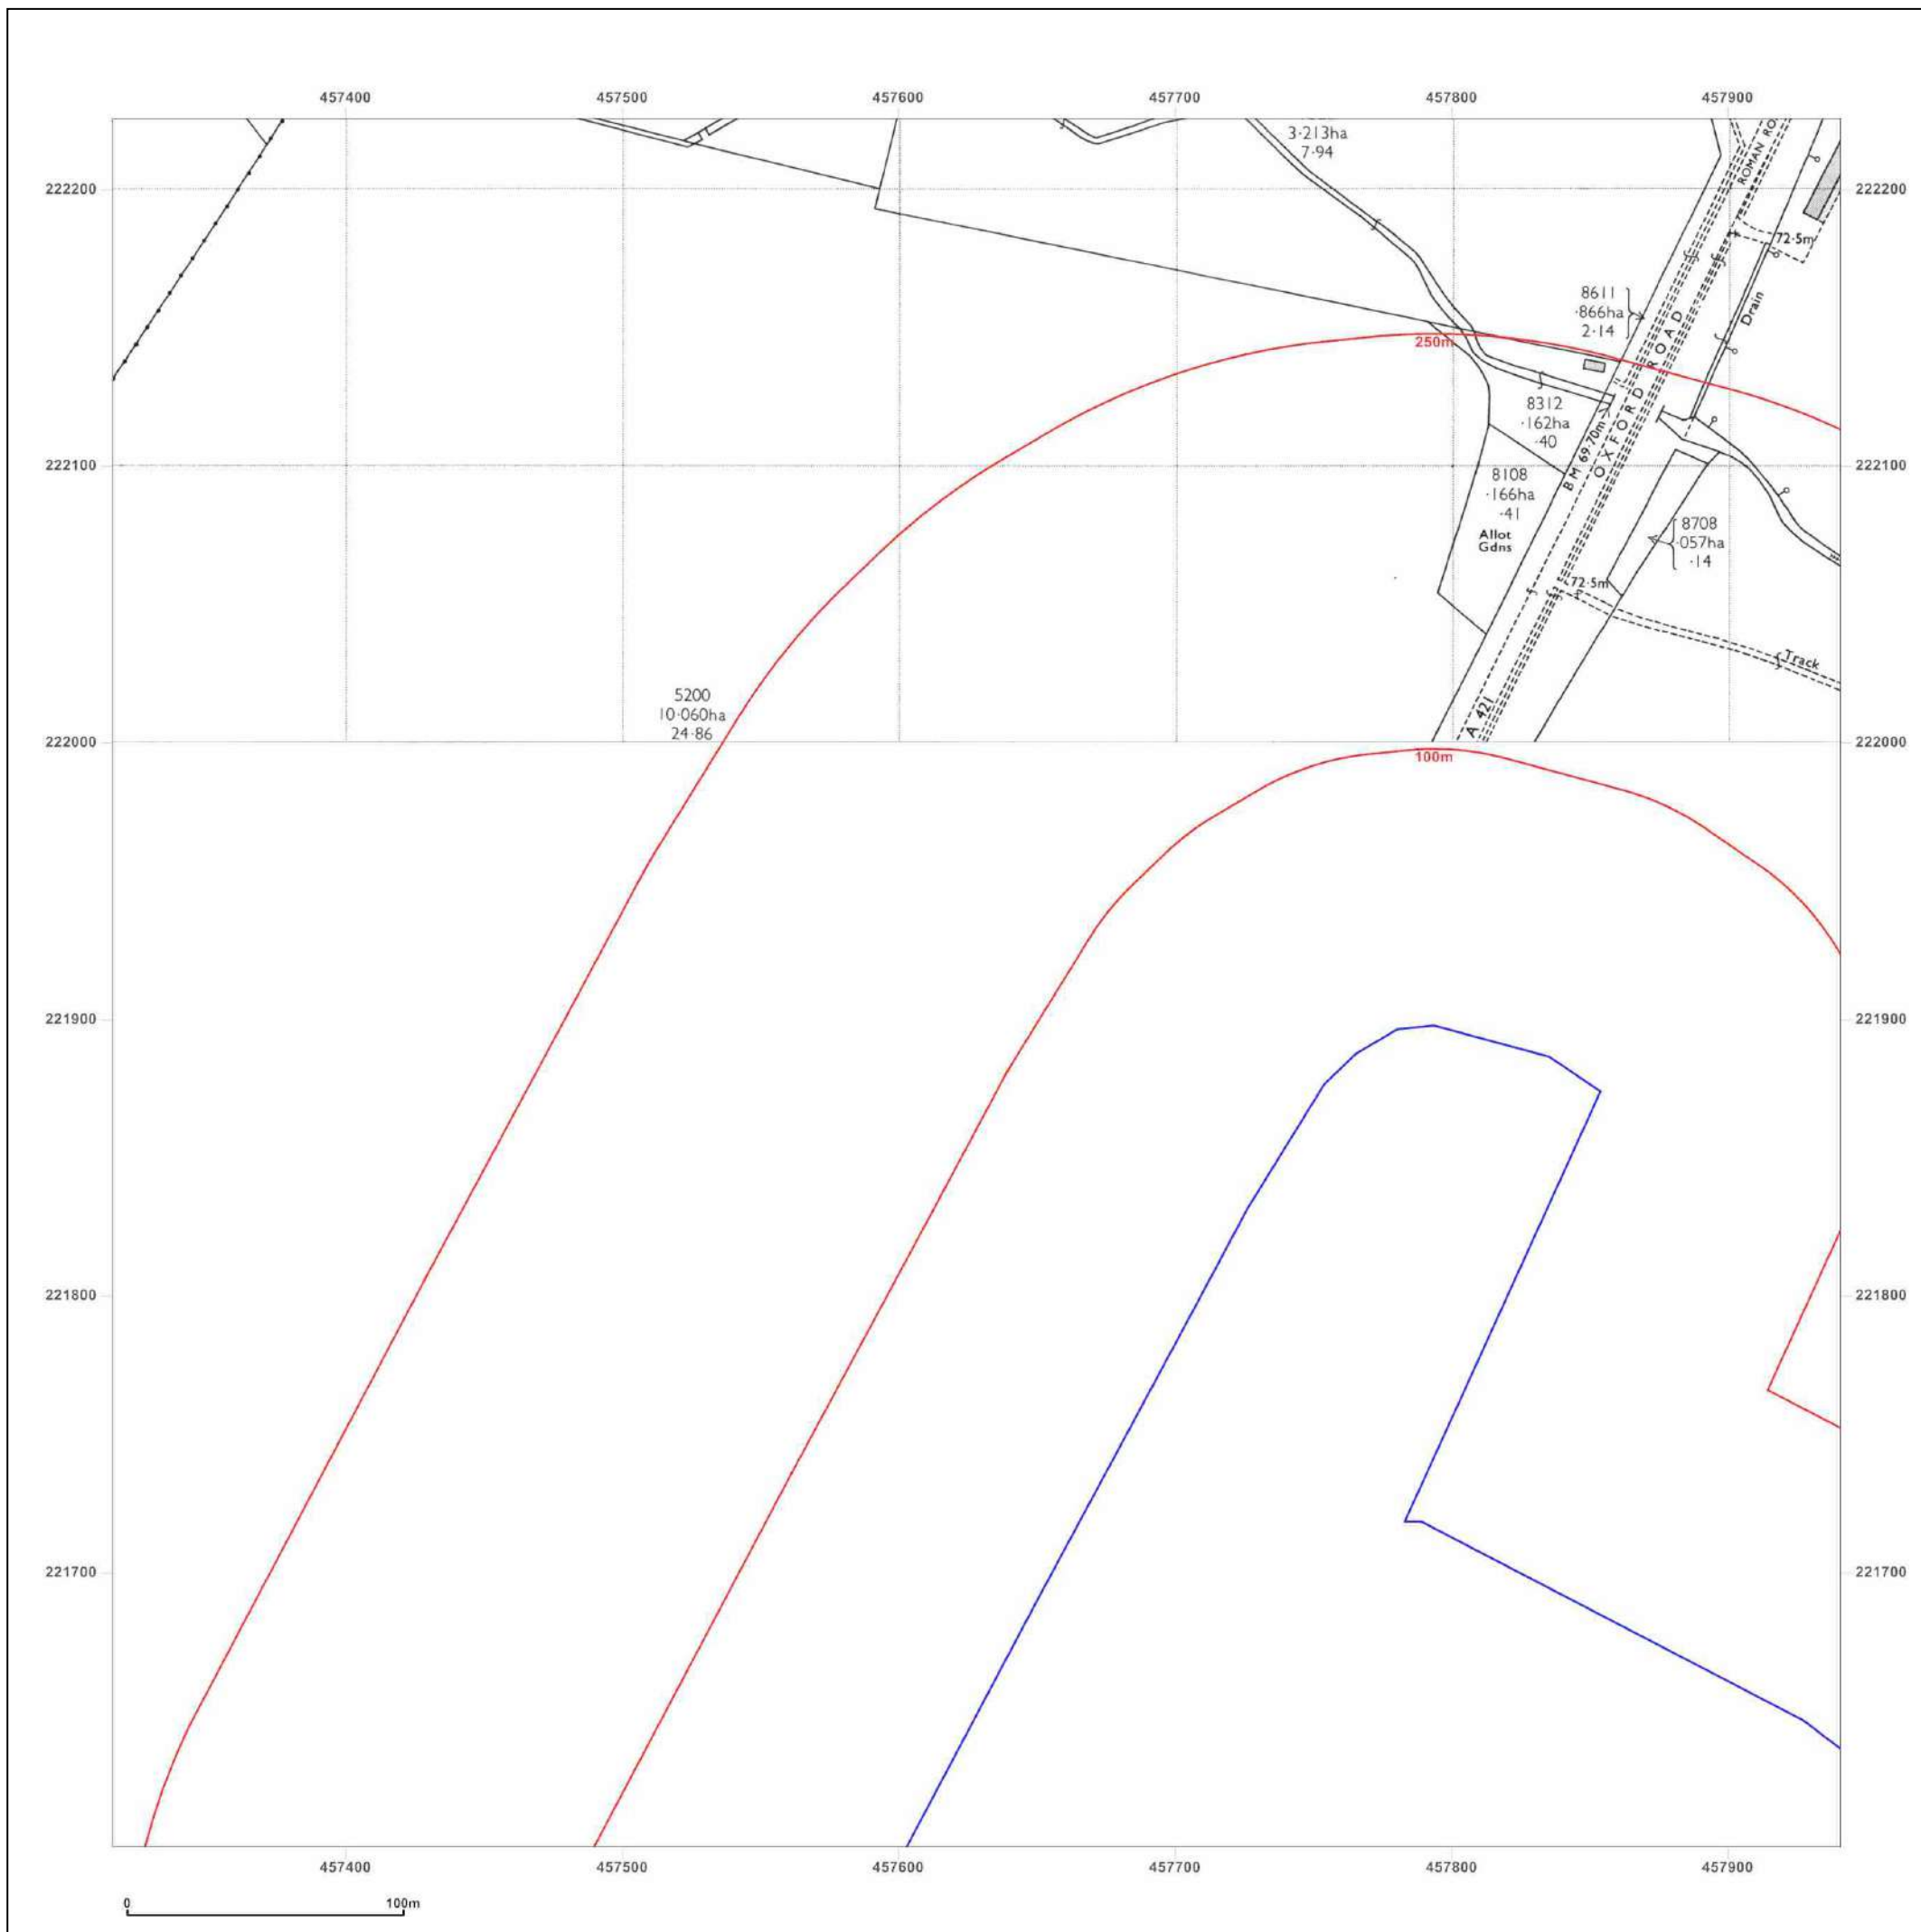 457400 457500 457600 457700 457800 457900
3·213ha
7·94
ROMAN RO
222200 222200
72·5m
8611
·866ha
2·14
Drain
250m
OXFORD ROAD
8312
·162ha
·40
BM 69·70m
222100 222100
8108
·166ha
·41
Allot
Gdns
8708
·057ha
·14
72·5m
Track
5200
10·060ha
24·86
A 421
222000 222000
100m
221900 221900
221800 221800
221700 221700
457400 457500 457600 457700 457800 457900
0 100m